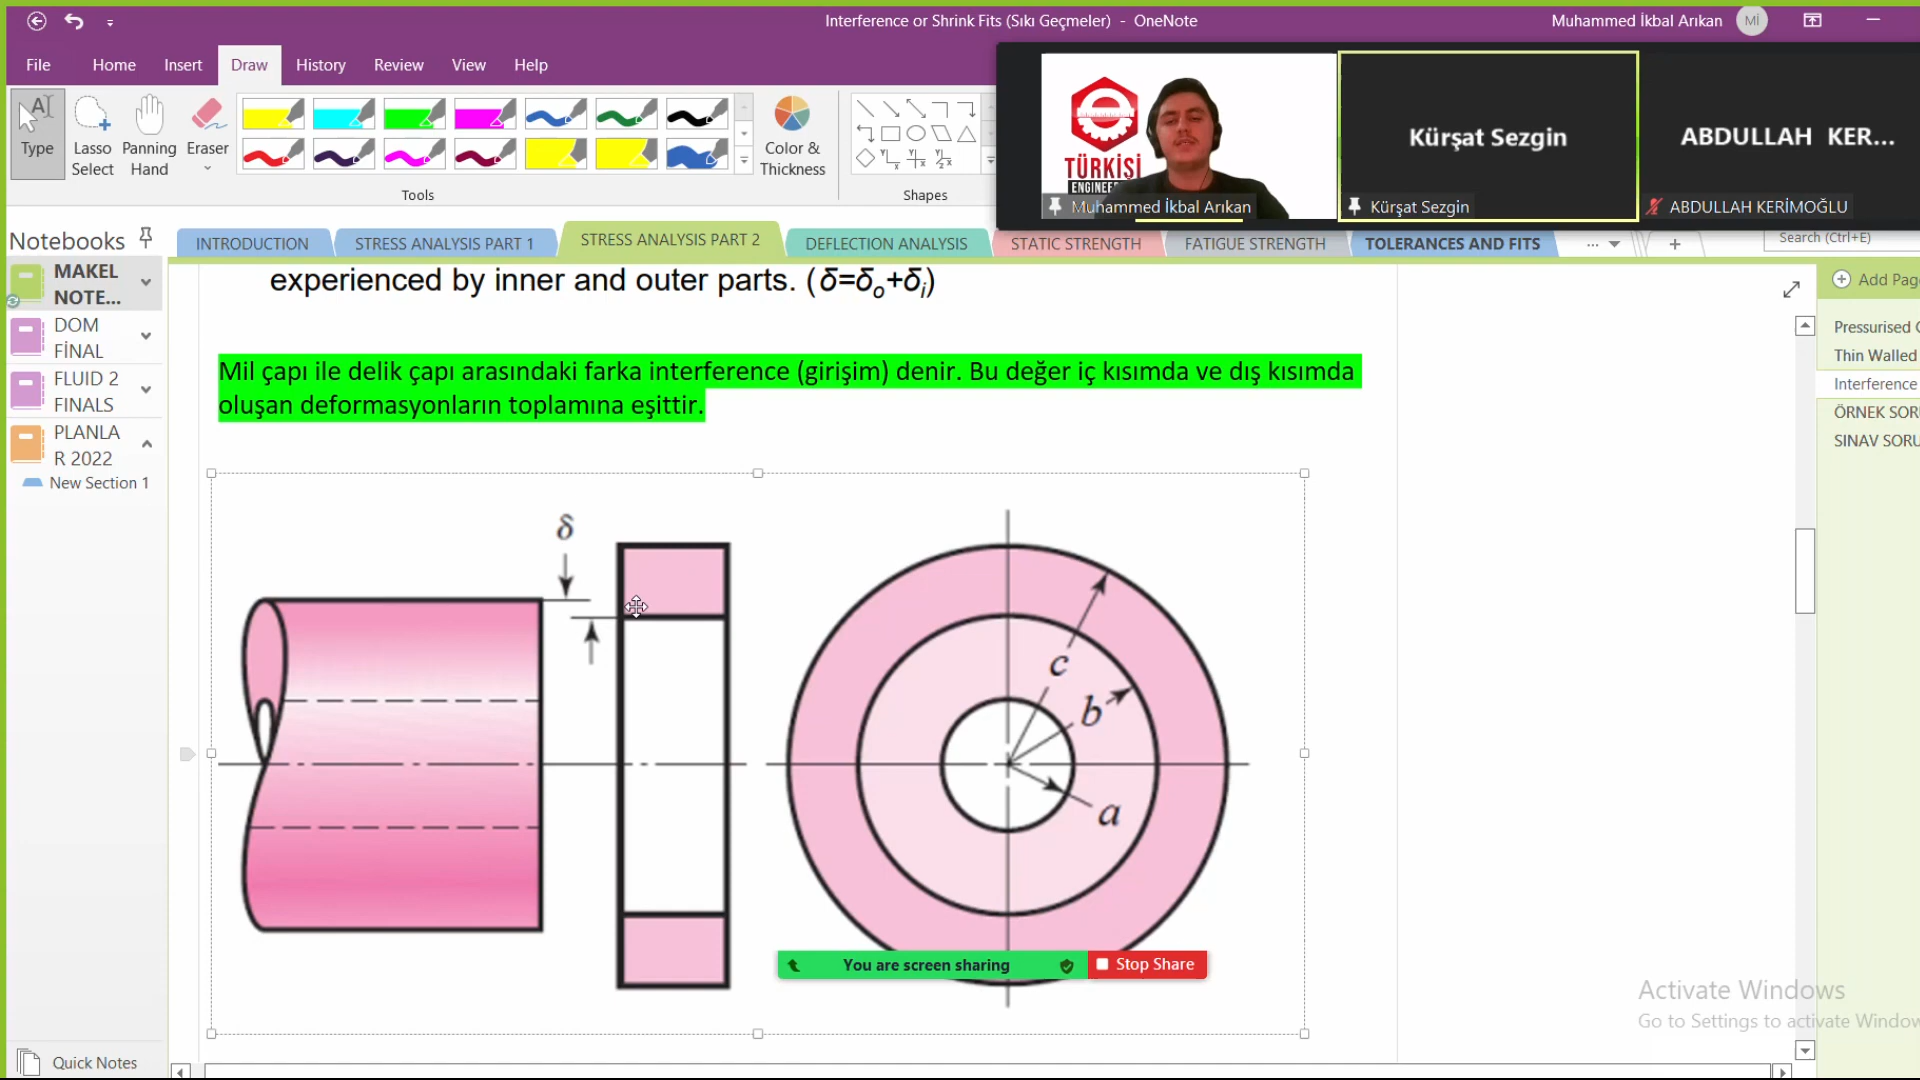 Interference or Shrink Fits (Sıkı Geçmeler) - OneNote
Muhammed İkbal Arıkan
Mİ
File
Home
Insert
Draw
History
Review
View
Help
Type
Lasso Select
Panning Hand
Eraser
Color & Thickness
Tools
Shapes
TÜRKİSİ
Muhammed İkbal Arıkan
Kürşat Sezgin
Kürşat Sezgin
ABDULLAH KER...
ABDULLAH KERİMOĞLU
Notebooks
INTRODUCTION
STRESS ANALYSIS PART 1
STRESS ANALYSIS PART 2
DEFLECTION ANALYSIS
STATIC STRENGTH
FATIGUE STRENGTH
TOLERANCES AND FITS
...
Search (Ctrl+E)
MAKEL NOTE...
DOM FİNAL
FLUID 2 FINALS
PLANLA R 2022
New Section 1
Quick Notes
experienced by inner and outer parts. (δ=δo+δi)
Mil çapı ile delik çapı arasındaki farka interference (girişim) denir. Bu değer iç kısımda ve dış kısımda
oluşan deformasyonların toplamına eşittir.
δ
c
b
a
You are screen sharing
Stop Share
Add Pag
Pressurised
Thin Walled
Interference
ÖRNEK SOR
SINAV SORU
Activate Windows
Go to Settings to activate Window